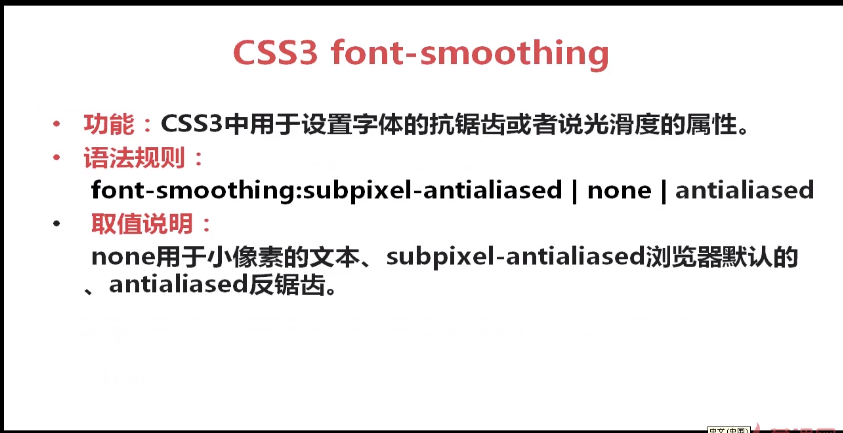 CSS3 font-smoothing
• 功能：CSS3中用于设置字体的抗锯齿或者说光滑度的属性。
• 语法规则：
font-smoothing:subpixel-antialiased | none | antialiased
• 取值说明：
none用于小像素的文本、subpixel-antialiased浏览器默认的
、antialiased反锯齿。